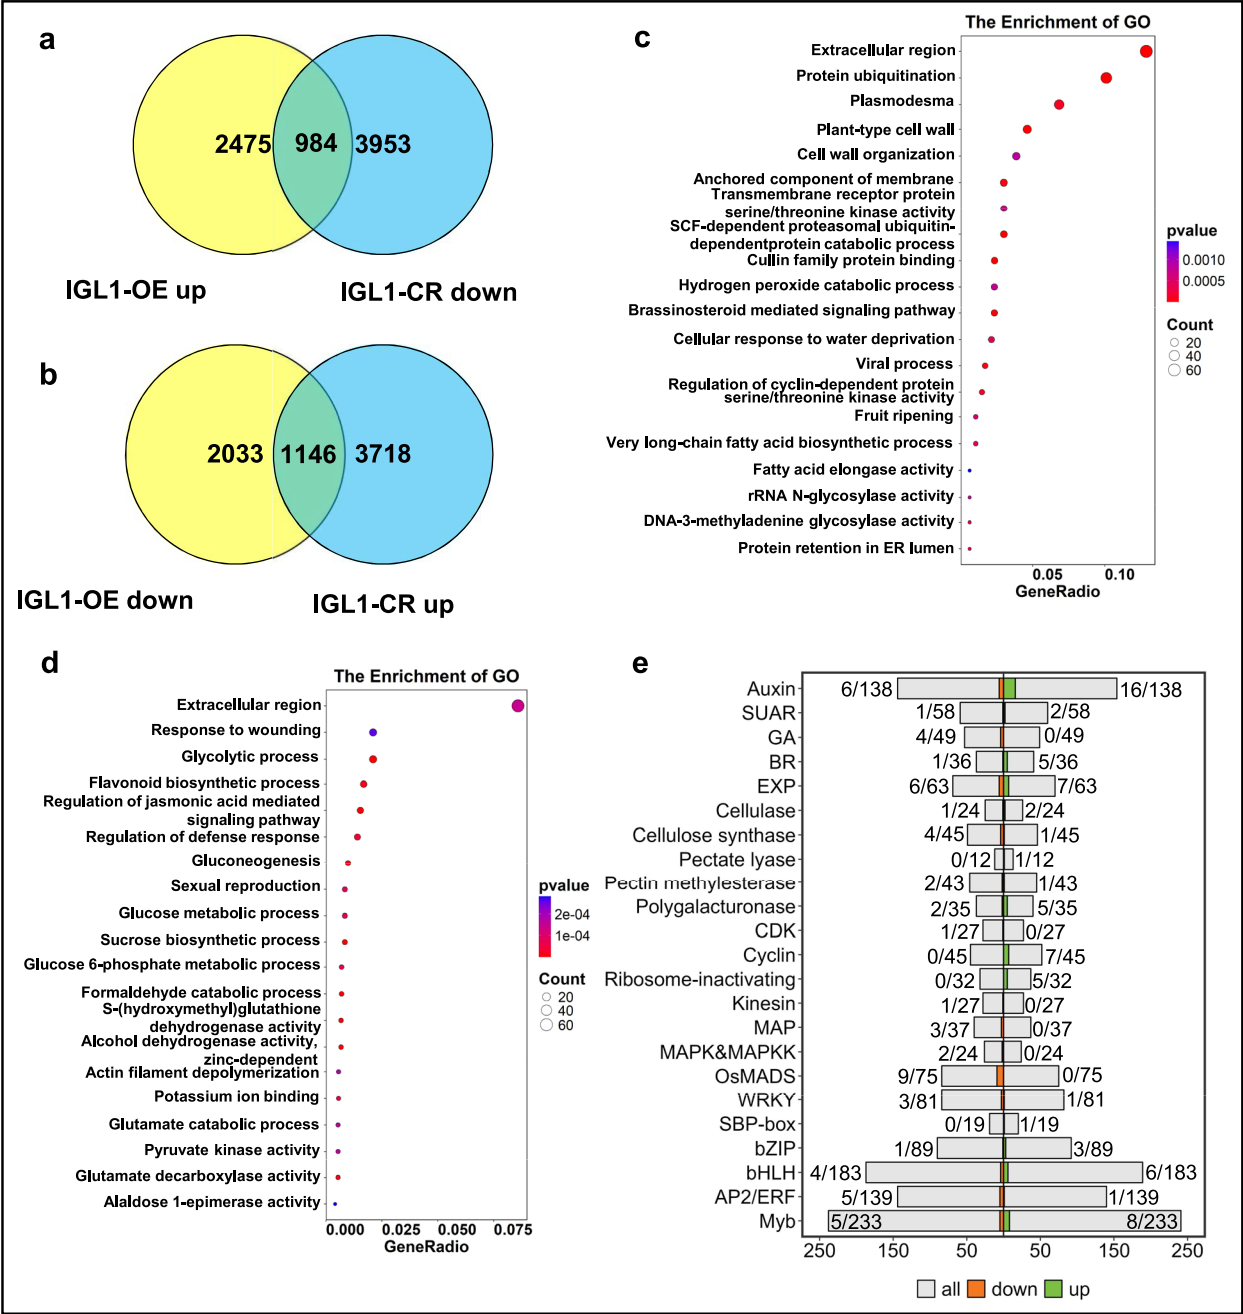 a
2475 984 3953
IGL1-OE up
IGL1-CR down
b
2033 1146 3718
IGL1-OE down
IGL1-CR up
c
The Enrichment of GO
Extracellular region
Protein ubiquitination
Plasmodesma
Plant-type cell wall
Cell wall organization
Anchored component of membrane
Transmembrane receptor protein
serine/threonine kinase activity
SCF-dependent proteasomal ubiquitin-
dependentprotein catabolic process
Cullin family protein binding
Hydrogen peroxide catabolic process
Brassinosteroid mediated signaling pathway
Cellular response to water deprivation
Viral process
Regulation of cyclin-dependent protein
serine/threonine kinase activity
Fruit ripening
Very long-chain fatty acid biosynthetic process
Fatty acid elongase activity
rRNA N-glycosylase activity
DNA-3-methyladenine glycosylase activity
Protein retention in ER lumen
0.05 0.10
GeneRadio
pvalue
0.0010
0.0005
Count
20
40
60
d
The Enrichment of GO
Extracellular region
Response to wounding
Glycolytic process
Flavonoid biosynthetic process
Regulation of jasmonic acid mediated
signaling pathway
Regulation of defense response
Gluconeogenesis
Sexual reproduction
Glucose metabolic process
Sucrose biosynthetic process
Glucose 6-phosphate metabolic process
Formaldehyde catabolic process
S-(hydroxymethyl)glutathione
dehydrogenase activity
Alcohol dehydrogenase activity,
zinc-dependent
Actin filament depolymerization
Potassium ion binding
Glutamate catabolic process
Pyruvate kinase activity
Glutamate decarboxylase activity
Alaldose 1-epimerase activity
0.000 0.025 0.050 0.075
GeneRadio
pvalue
2e-04
1e-04
Count
20
40
60
e
Auxin 6/138 16/138
SUAR 1/58 2/58
GA 4/49 0/49
BR 1/36 5/36
EXP 6/63 7/63
Cellulase 1/24 2/24
Cellulose synthase 4/45 1/45
Pectate lyase 0/12 1/12
Pectin methylesterase 2/43 1/43
Polygalacturonase 2/35 5/35
CDK 1/27 0/27
Cyclin 0/45 7/45
Ribosome-inactivating 0/32 5/32
Kinesin 1/27 0/27
MAP 3/37 0/37
MAPK&MAPKK 2/24 0/24
OsMADS 9/75 0/75
WRKY 3/81 1/81
SBP-box 0/19 1/19
bZIP 1/89 3/89
bHLH 4/183 6/183
AP2/ERF 5/139 1/139
Myb 5/233 8/233
250 150 50 50 150 250
all down up